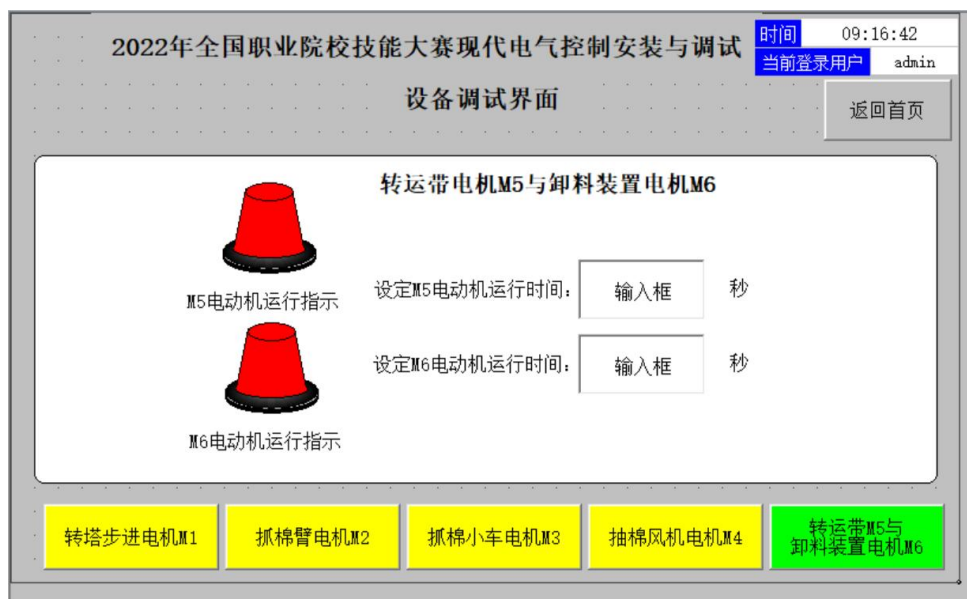 2022年全国职业院校技能大赛现代电气控制安装与调试
时间 09:16:42
当前登录用户 admin
设备调试界面
返回首页
转运带电机M5与卸料装置电机M6
M5电动机运行指示
设定M5电动机运行时间: 输入框 秒
设定M6电动机运行时间: 输入框 秒
M6电动机运行指示
转塔步进电机M1
抓棉臂电机M2
抓棉小车电机M3
抽棉风机电机M4
转运带M5与
卸料装置电机M6